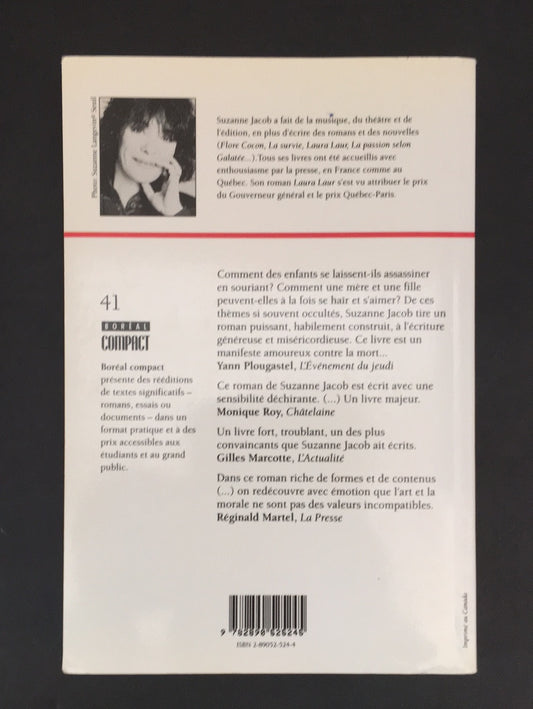 Photo: Suzanne Langevin© Seuil
Suzanne Jacob a fait de la musique, du théâtre et de
l'édition, en plus d'écrire des romans et des nouvelles
(Flore Cocon, La survie, Laura Laur, La passion selon
Galatée...). Tous ses livres ont été accueillis avec
enthousiasme par la presse, en France comme au
Québec. Son roman Laura Laur s'est vu attribuer le prix
du Gouverneur général et le prix Québec-Paris.
41
BORÉAL
COMPACT
Boréal compact
présente des rééditions
de textes significatifs –
romans, essais ou
documents – dans un
format pratique et à des
prix accessibles aux
étudiants et au grand
public.
Comment des enfants se laissent-ils assassiner
en souriant? Comment une mère et une fille
peuvent-elles à la fois se haïr et s'aimer? De ces
thèmes si souvent occultés, Suzanne Jacob tire un
roman puissant, habilement construit, à l'écriture
généreuse et miséricordieuse. Ce livre est un
manifeste amoureux contre la mort...
Yann Plougastel, L'Événement du jeudi
Ce roman de Suzanne Jacob est écrit avec une
sensibilité déchirante. (...) Un livre majeur.
Monique Roy, Châtelaine
Un livre fort, troublant, un des plus
convaincants que Suzanne Jacob ait écrits.
Gilles Marcotte, L'Actualité
Dans ce roman riche de formes et de contenus
(...) on redécouvre avec émotion que l'art et la
morale ne sont pas des valeurs incompatibles.
Réginald Martel, La Presse
9 782890 525245
ISBN 2-89052-524-4
Imprimé au Canada